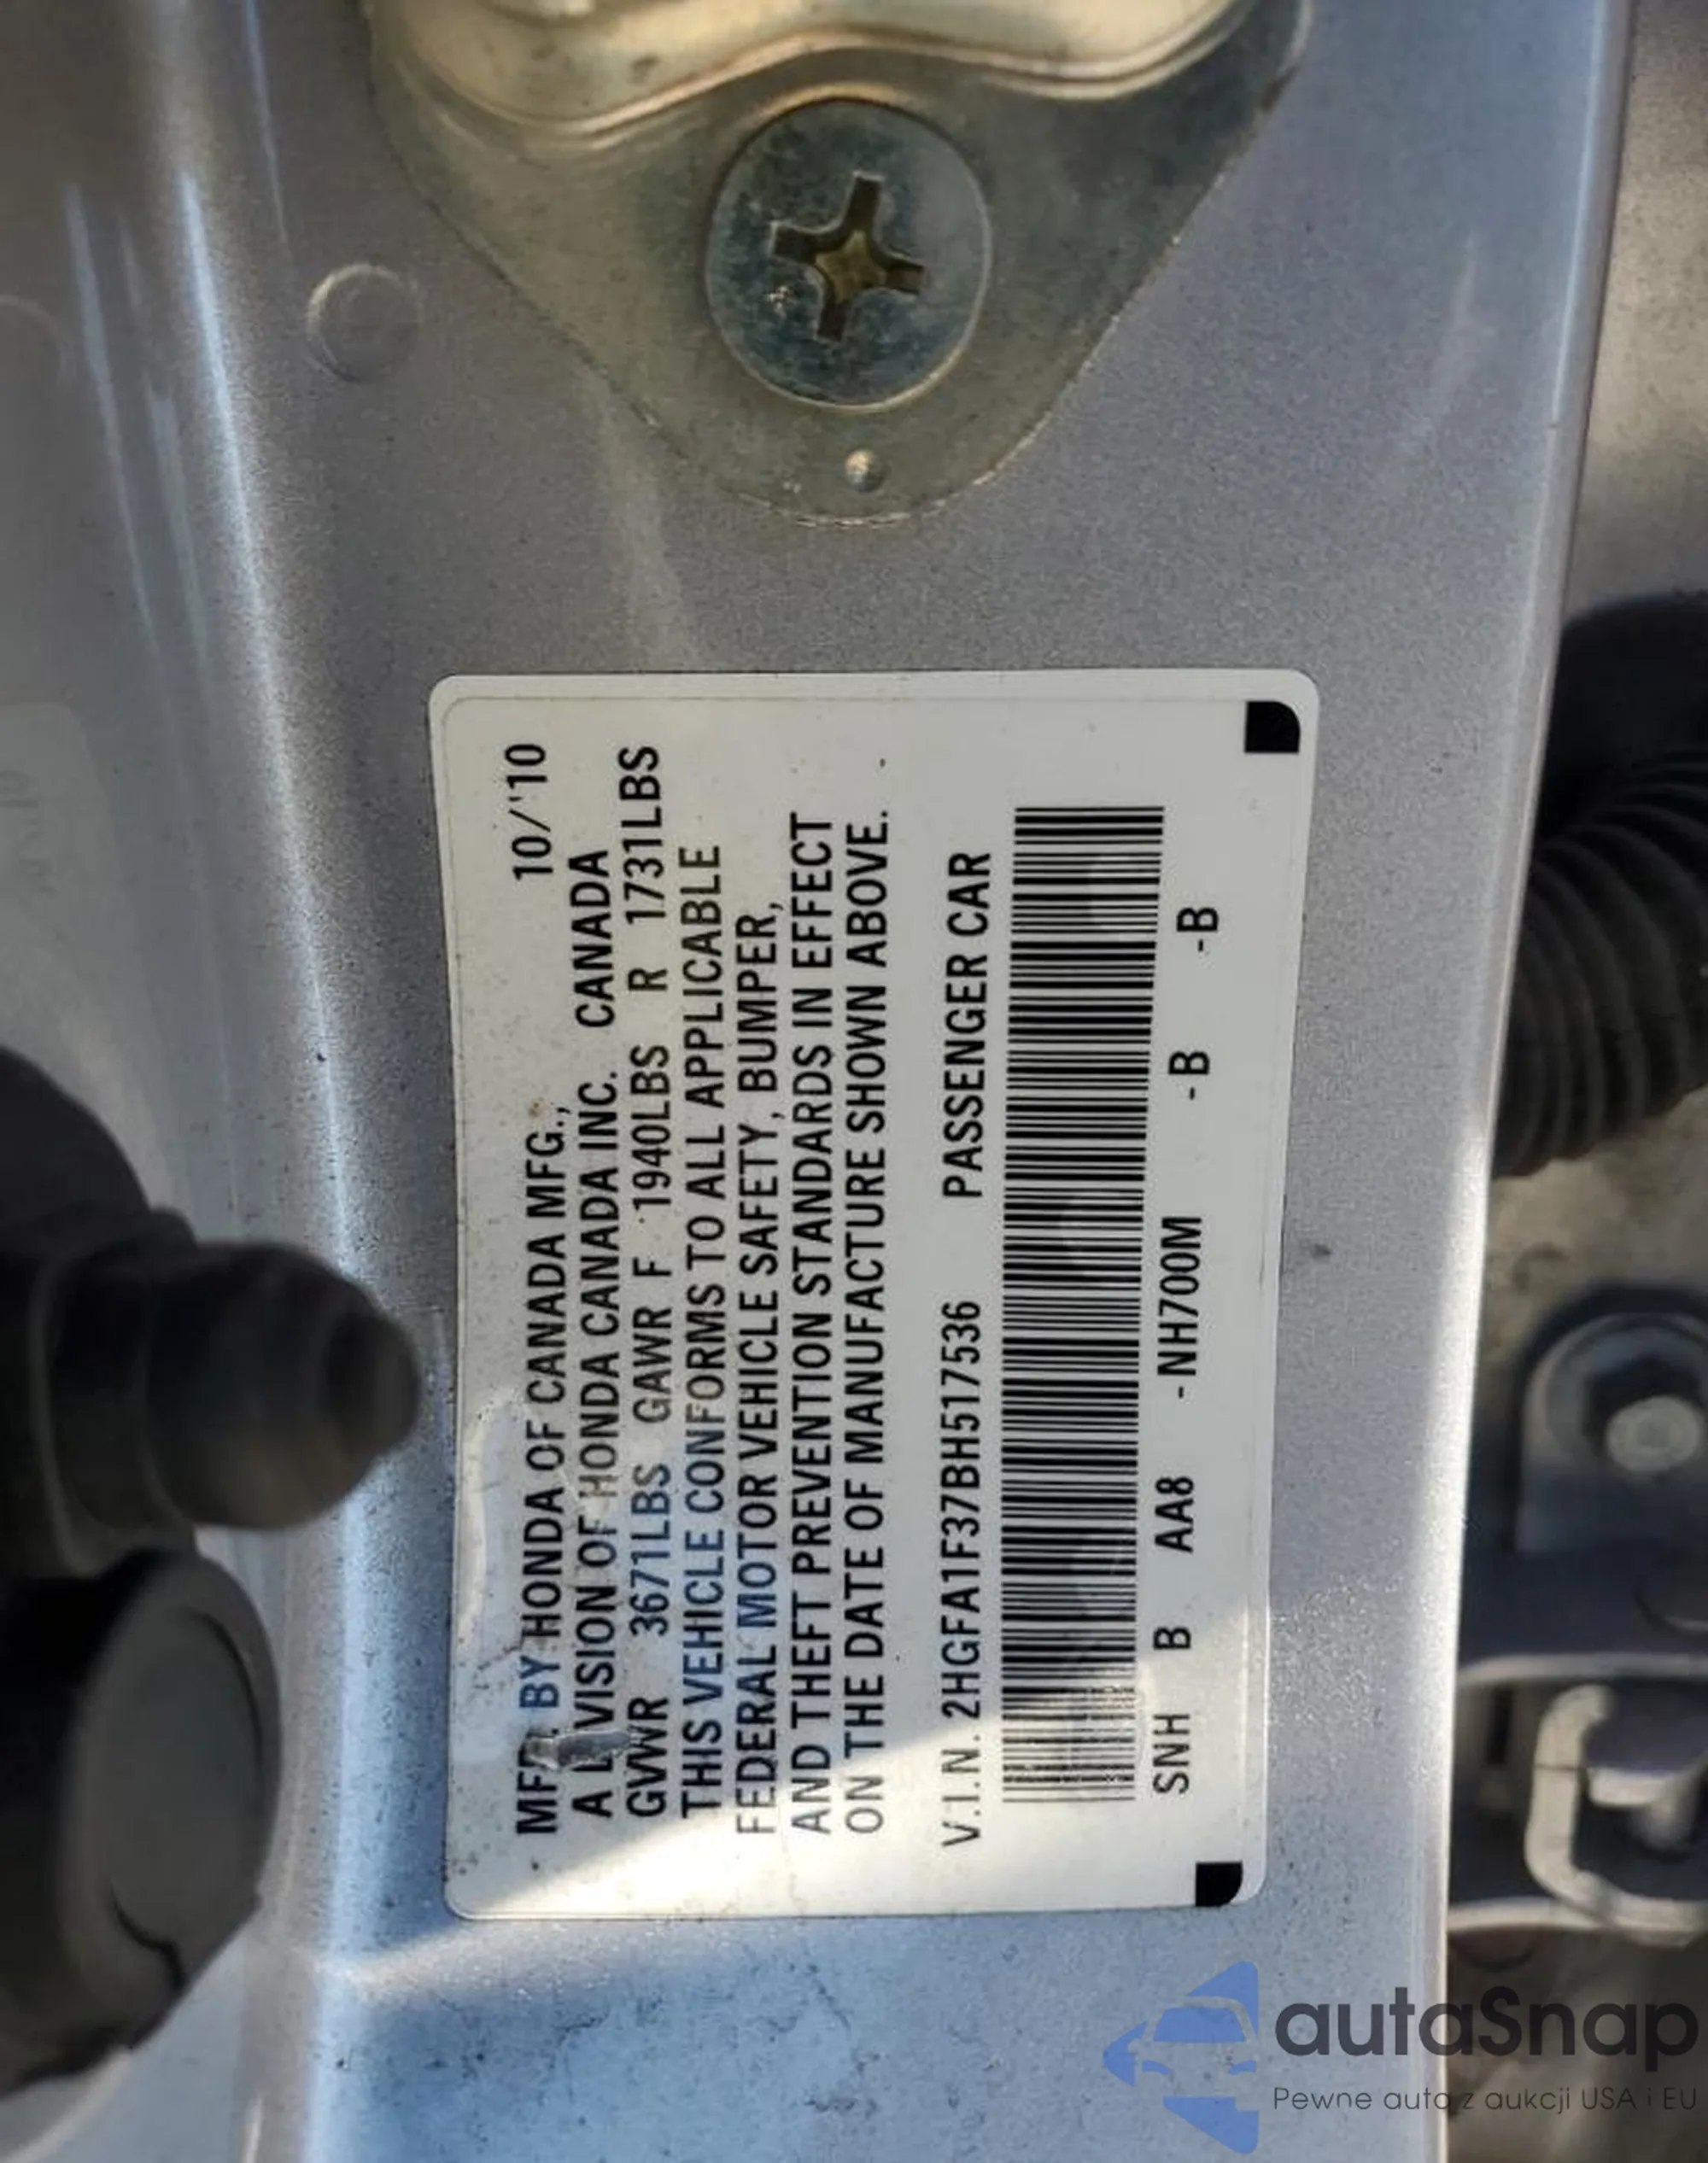 MFD. BY HONDA OF CANADA MFG., 10/'10
A DIVISION OF HONDA CANADA INC. CANADA
GVWR 3671LBS GAWR F 1940LBS R 1731LBS
THIS VEHICLE CONFORMS TO ALL APPLICABLE
FEDERAL MOTOR VEHICLE SAFETY, BUMPER,
AND THEFT PREVENTION STANDARDS IN EFFECT
ON THE DATE OF MANUFACTURE SHOWN ABOVE.
V.I.N. 2HGFA1F37BH517536 PASSENGER CAR
SNH B AA8 -NH700M -B -B
autaSnap
Pewne auta z aukcji USA i EU